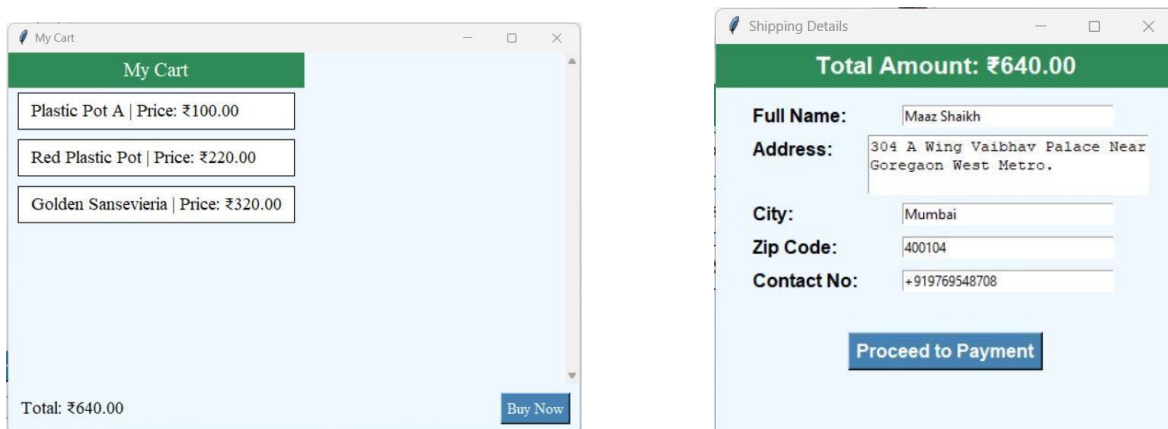 My Cart
My Cart
Plastic Pot A | Price: ₹100.00
Red Plastic Pot | Price: ₹220.00
Golden Sansevieria | Price: ₹320.00
Total: ₹640.00
Buy Now
Shipping Details
Total Amount: ₹640.00
Full Name: Maaz Shaikh
Address: 304 A Wing Vaibhav Palace Near
Goregaon West Metro.
City: Mumbai
Zip Code: 400104
Contact No: +919769548708
Proceed to Payment